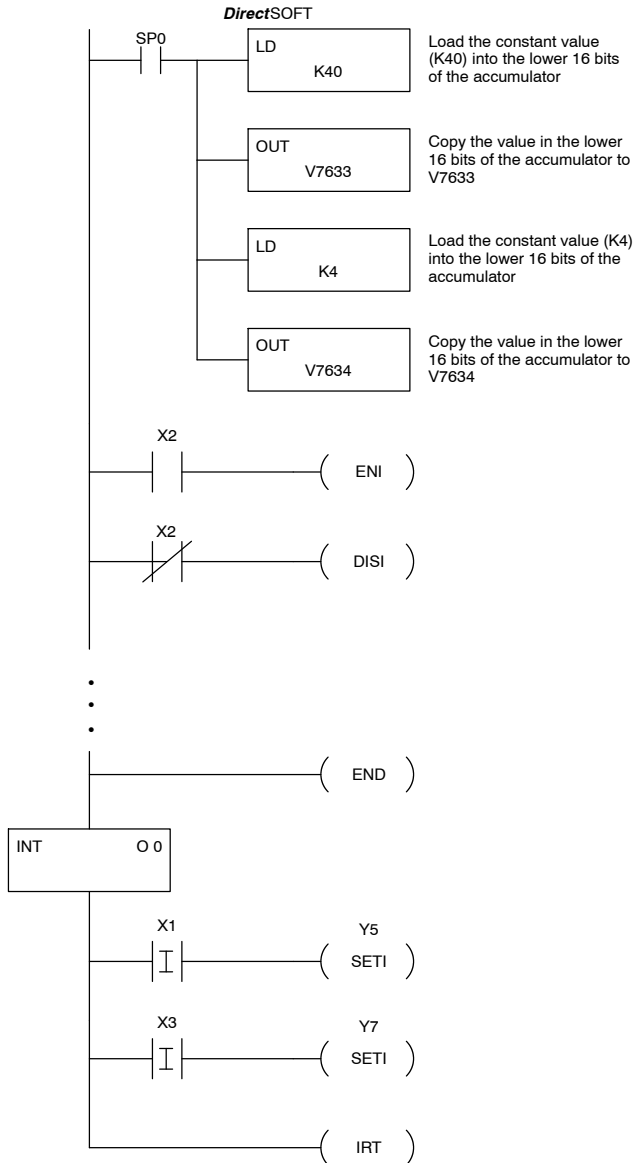 DirectSOFT
SP0
LD
K40
Load the constant value
(K40) into the lower 16 bits
of the accumulator
OUT
V7633
Copy the value in the lower
16 bits of the accumulator to
V7633
LD
K4
Load the constant value (K4)
into the lower 16 bits of the
accumulator
OUT
V7634
Copy the value in the lower
16 bits of the accumulator to
V7634
X2
ENI
X2
DISI
END
INT O 0
X1 Y5
I SETI
X3 Y7
I SETI
IRT